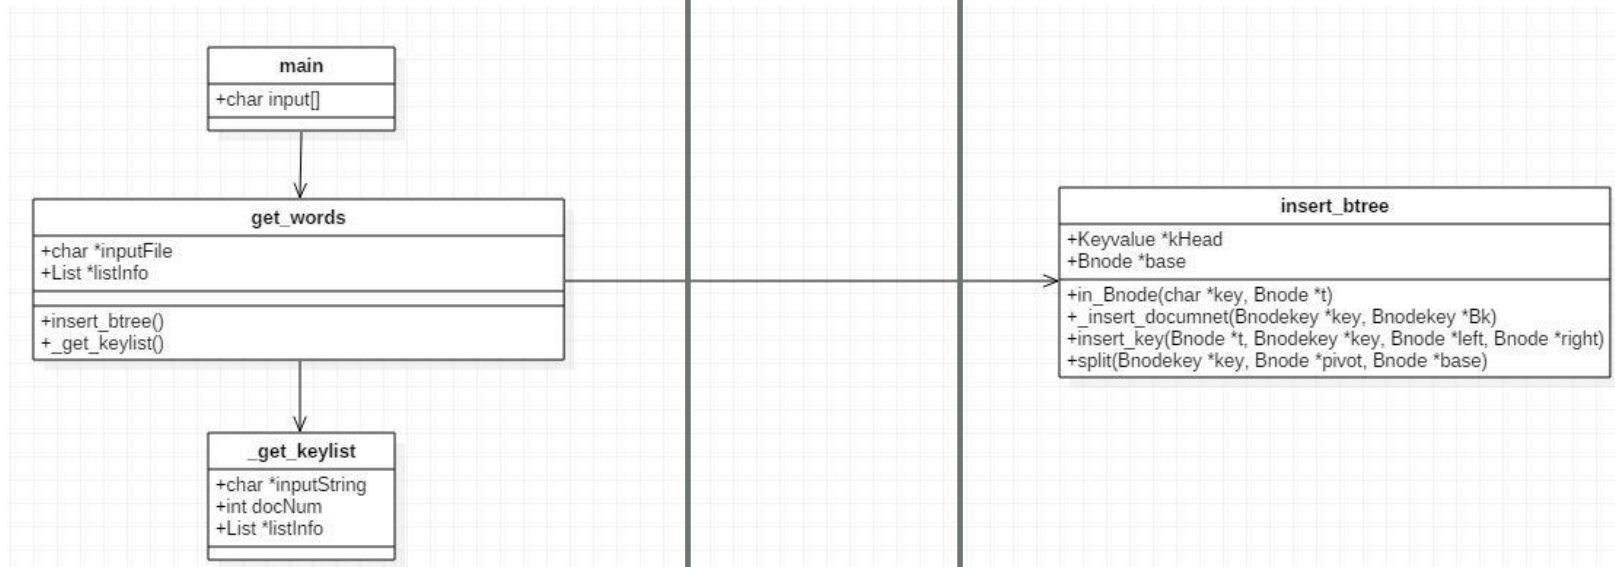 main
+char input[]
get_words
+char *inputFile
+List *listInfo
+insert_btree()
+_get_keylist()
_get_keylist
+char *inputString
+int docNum
+List *listInfo
insert_btree
+Keyvalue *kHead
+Bnode *base
+in_Bnode(char *key, Bnode *t)
+_insert_documnet(Bnodekey *key, Bnodekey *Bk)
+insert_key(Bnode *t, Bnodekey *key, Bnode *left, Bnode *right)
+split(Bnodekey *key, Bnode *pivot, Bnode *base)